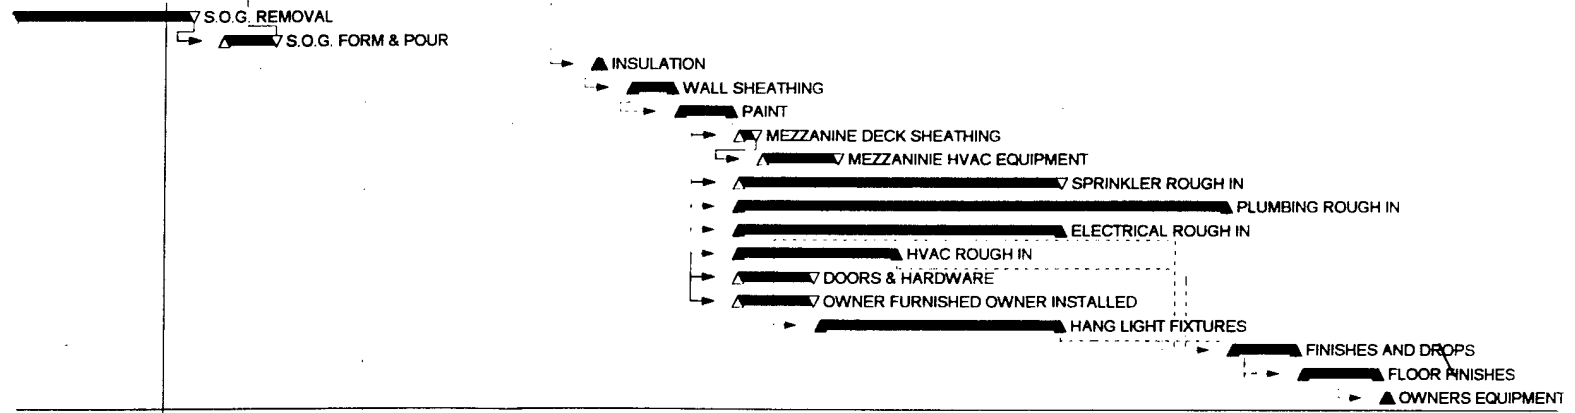 S.O.G. REMOVAL
S.O.G. FORM & POUR
INSULATION
WALL SHEATHING
PAINT
MEZZANINE DECK SHEATHING
MEZZANINIE HVAC EQUIPMENT
SPRINKLER ROUGH IN
PLUMBING ROUGH IN
ELECTRICAL ROUGH IN
HVAC ROUGH IN
DOORS & HARDWARE
OWNER FURNISHED OWNER INSTALLED
HANG LIGHT FIXTURES
FINISHES AND DROPS
FLOOR FINISHES
OWNERS EQUIPMENT